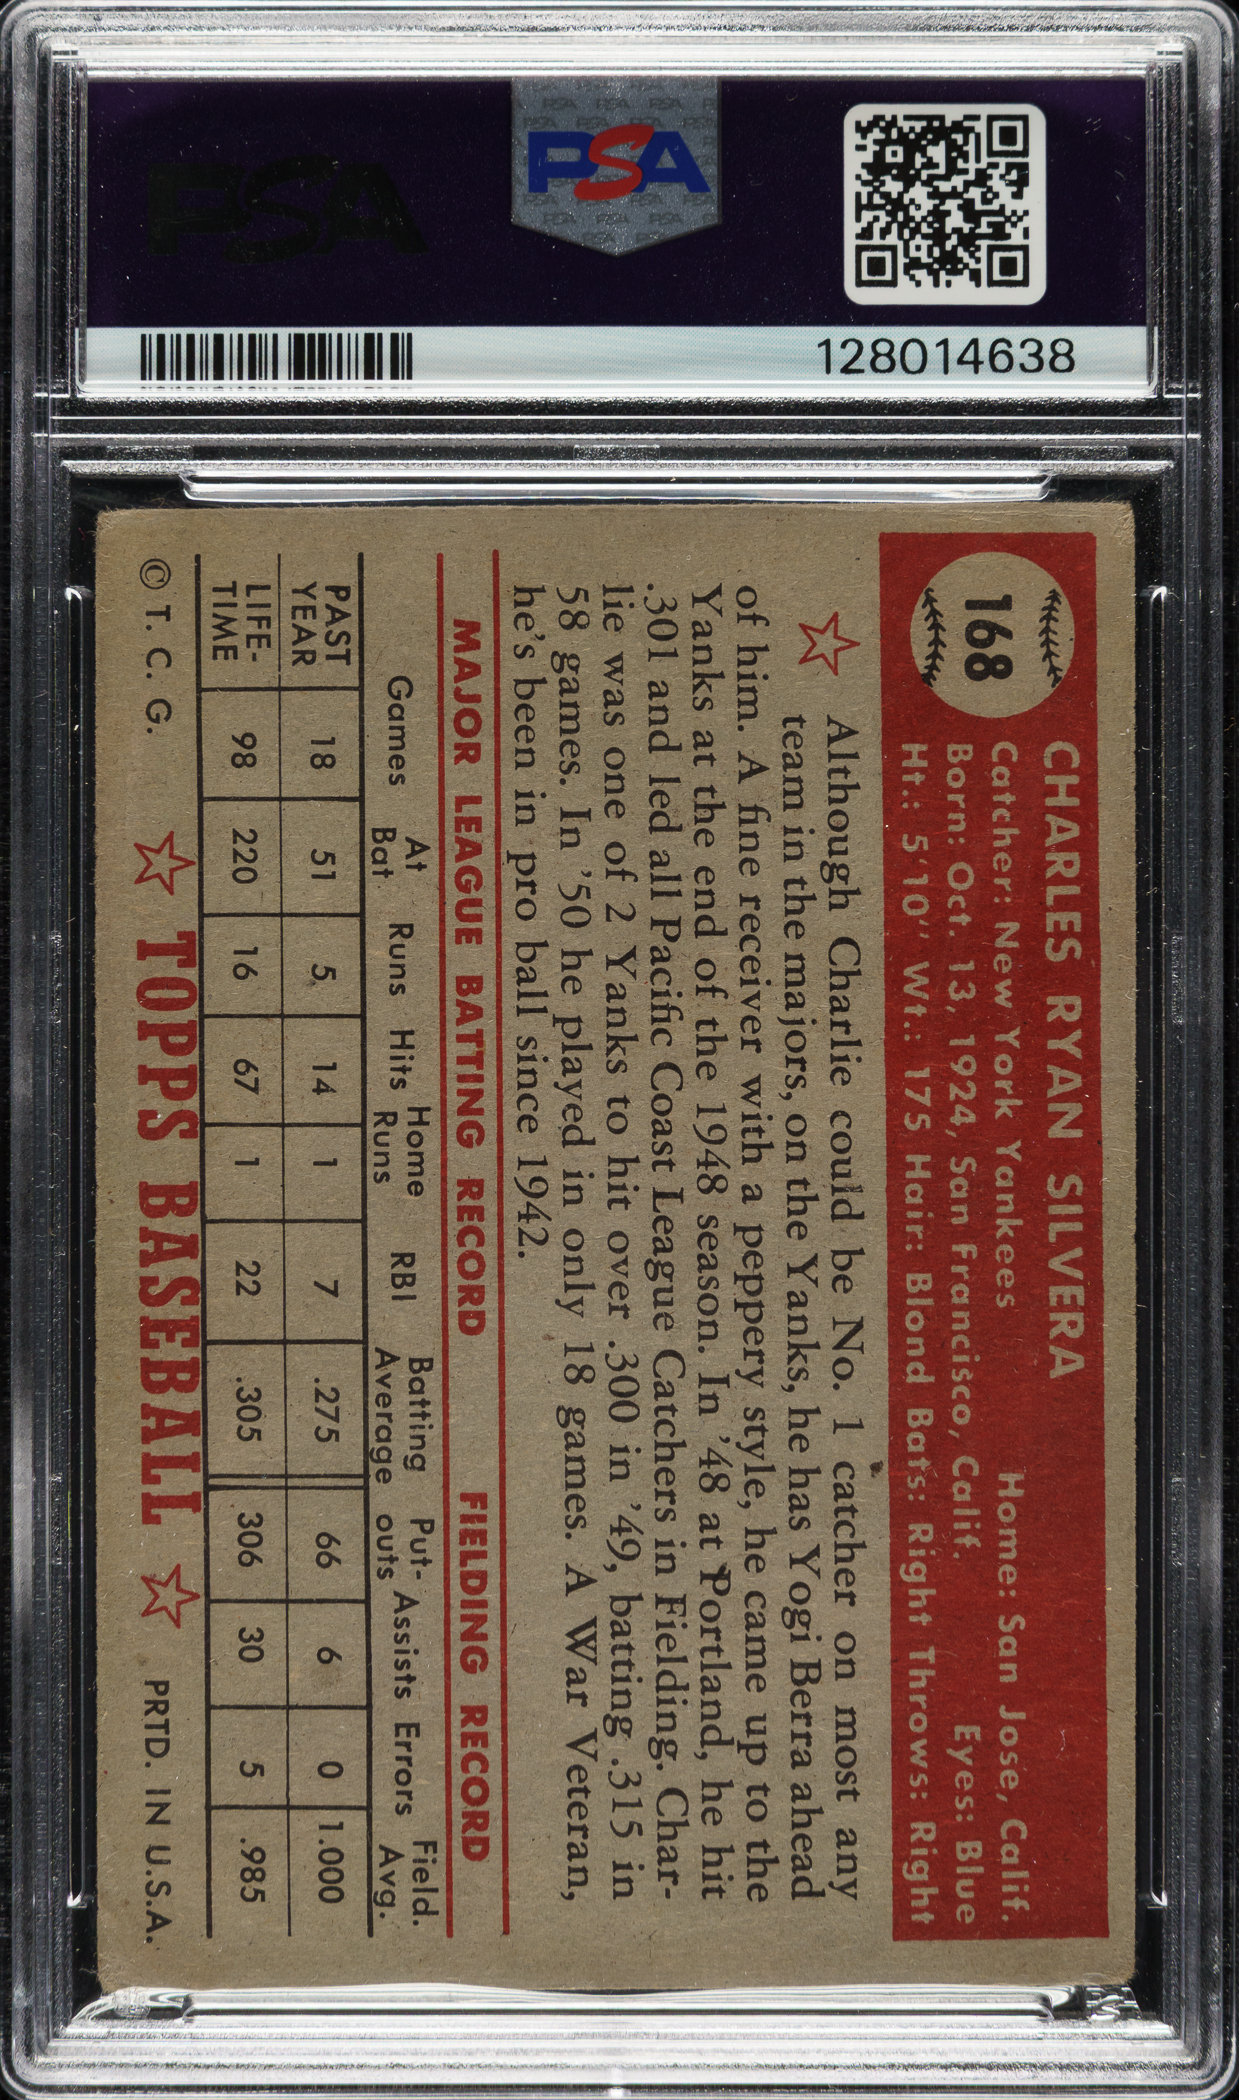 PSA
PSA
128014638
168
CHARLES RYAN SILVERA
Catcher: New York Yankees Home: San Jose, Calif.
Born: Oct. 13, 1924, San Francisco, Calif. Eyes: Blue
Ht.: 5'10" Wt.: 175 Hair: Blond Bats: Right Throws: Right
Although Charlie could be No. 1 catcher on most any
team in the majors, on the Yanks, he has Yogi Berra ahead
of him. A fine receiver with a peppery style, he came up to the
Yanks at the end of the 1948 season. In '48 at Portland, he hit
.301 and led all Pacific Coast League Catchers in Fielding. Char-
lie was one of 2 Yanks to hit over .300 in '49, batting .315 in
58 games. In '50 he played in only 18 games. A War Veteran,
he's been in pro ball since 1942.
MAJOR LEAGUE BATTING RECORD FIELDING RECORD
Games At Bat Runs Hits Home Runs RBI Batting Average Put-outs Assists Errors Field. Avg.
PAST YEAR 18 51 5 14 1 7 .275 66 6 0 1.000
LIFE-TIME 98 220 16 67 1 22 .305 306 30 5 .985
© T. C. G. TOPPS BASEBALL PRTD. IN U.S.A.